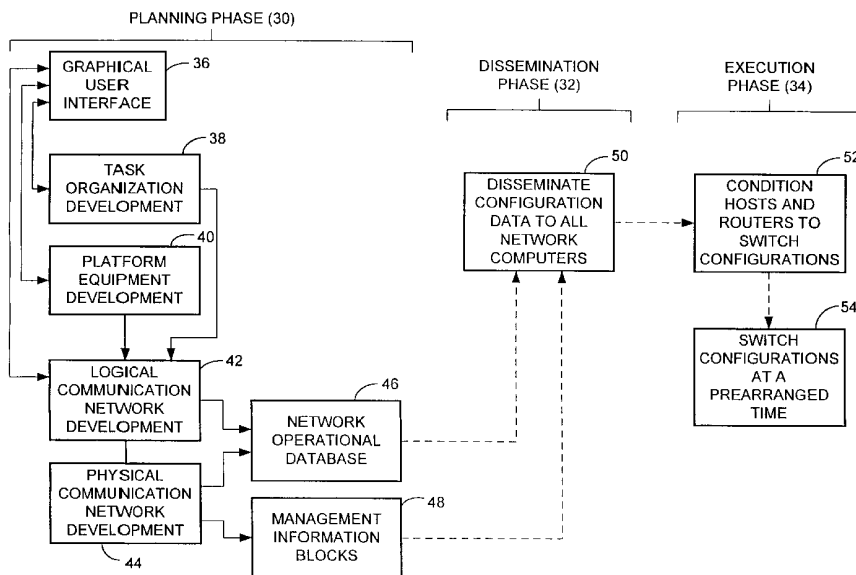 PLANNING PHASE (30)
GRAPHICAL
USER
INTERFACE
36
TASK
ORGANIZATION
DEVELOPMENT
38
PLATFORM
EQUIPMENT
DEVELOPMENT
40
LOGICAL
COMMUNICATION
NETWORK
DEVELOPMENT
42
PHYSICAL
COMMUNICATION
NETWORK
DEVELOPMENT
44
NETWORK
OPERATIONAL
DATABASE
46
MANAGEMENT
INFORMATION
BLOCKS
48
DISSEMINATION
PHASE (32)
DISSEMINATE
CONFIGURATION
DATA TO ALL
NETWORK
COMPUTERS
50
EXECUTION
PHASE (34)
CONDITION
HOSTS AND
ROUTERS TO
SWITCH
CONFIGURATIONS
52
SWITCH
CONFIGURATIONS
AT A
PREARRANGED
TIME
54